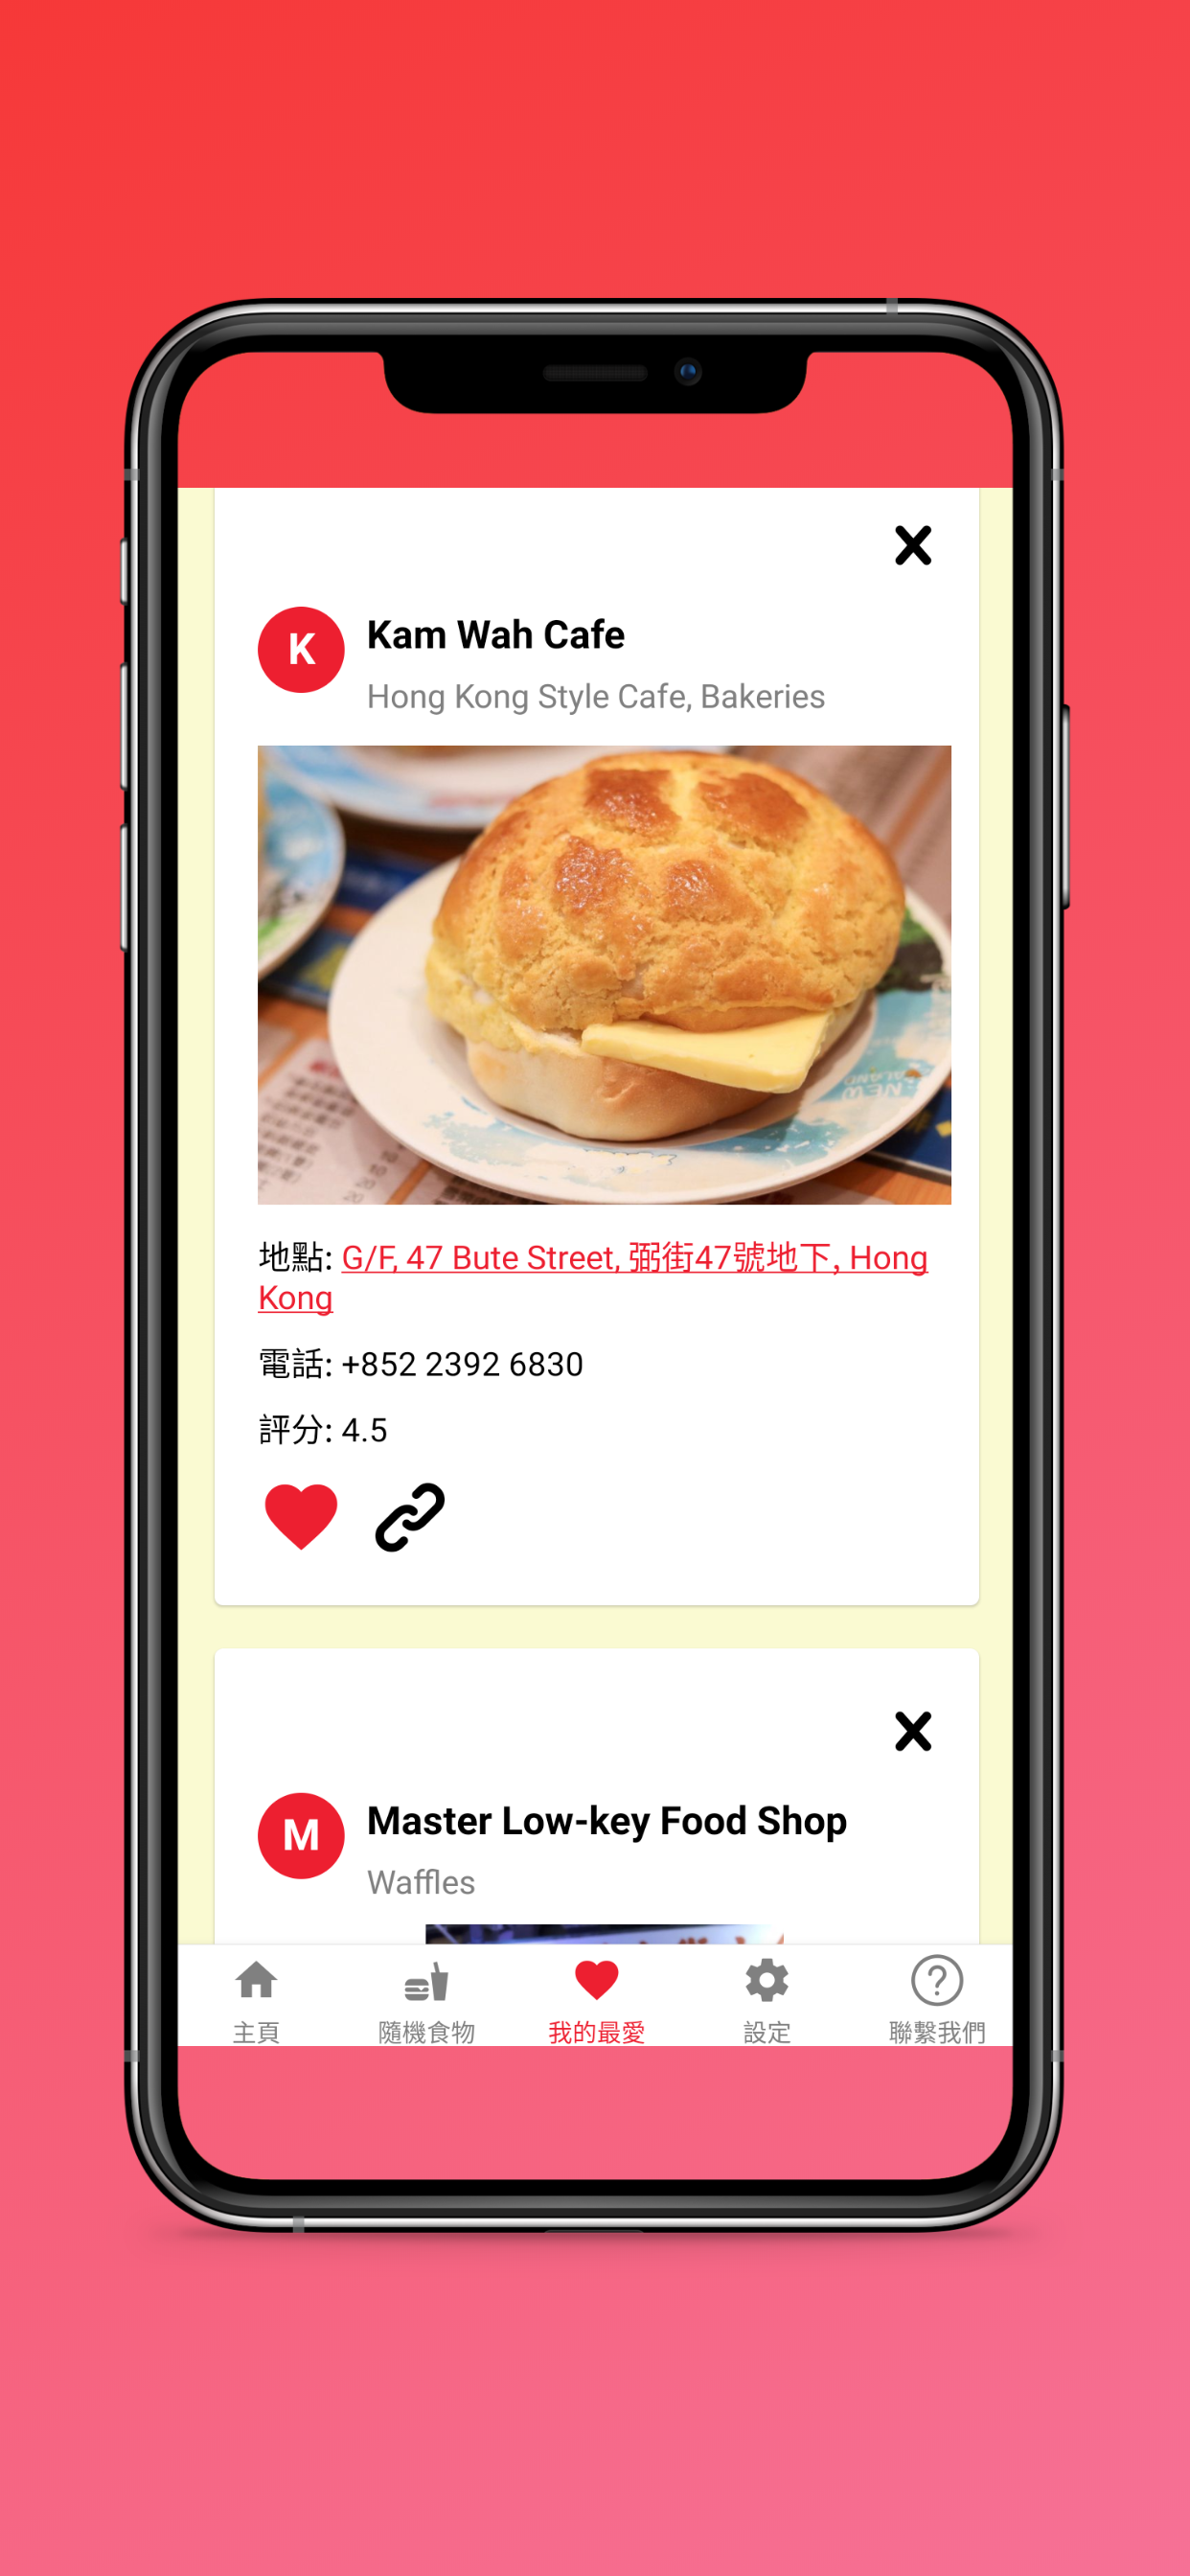 K
Kam Wah Cafe
Hong Kong Style Cafe, Bakeries
NEW
地點: G/F, 47 Bute Street, 弼街47號地下, Hong
Kong
電話: +852 2392 6830
評分: 4.5
M
Master Low-key Food Shop
Waffles
主頁
隨機食物
我的最愛
設定
聯繫我們